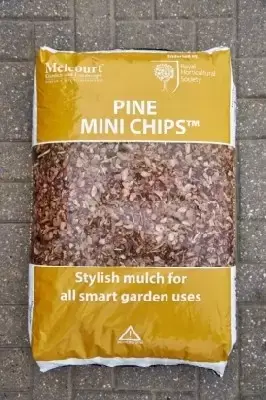 Melcourt
Royal
Horticultural
Society
PINE
MINI CHIPS™
Stylish mulch for
all smart garden uses